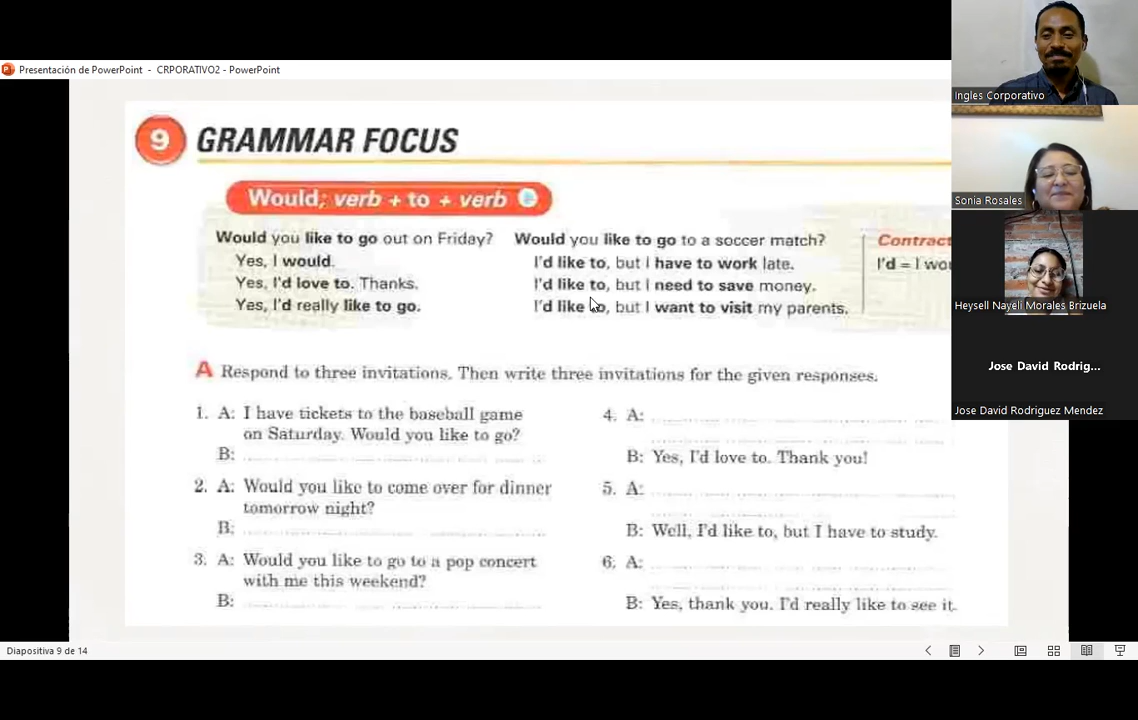 Presentación de PowerPoint - CRPORATIVO2 - PowerPoint
9 GRAMMAR FOCUS
Would; verb + to + verb
Would you like to go out on Friday?
Yes, I would.
Yes, I'd love to. Thanks.
Yes, I'd really like to go.
Would you like to go to a soccer match?
I'd like to, but I have to work late.
I'd like to, but I need to save money.
I'd like to, but I want to visit my parents.
Contract
I'd = I wo
A Respond to three invitations. Then write three invitations for the given responses.
1. A: I have tickets to the baseball game
on Saturday. Would you like to go?
B:
2. A: Would you like to come over for dinner
tomorrow night?
B:
3. A: Would you like to go to a pop concert
with me this weekend?
B:
4. A:
B: Yes, I'd love to. Thank you!
5. A:
B: Well, I'd like to, but I have to study.
6. A:
B: Yes, thank you. I'd really like to see it.
Ingles Corporativo
Sonia Rosales
Heysell Nayeli Morales Brizuela
Jose David Rodrig...
Jose David Rodriguez Mendez
Diapositiva 9 de 14